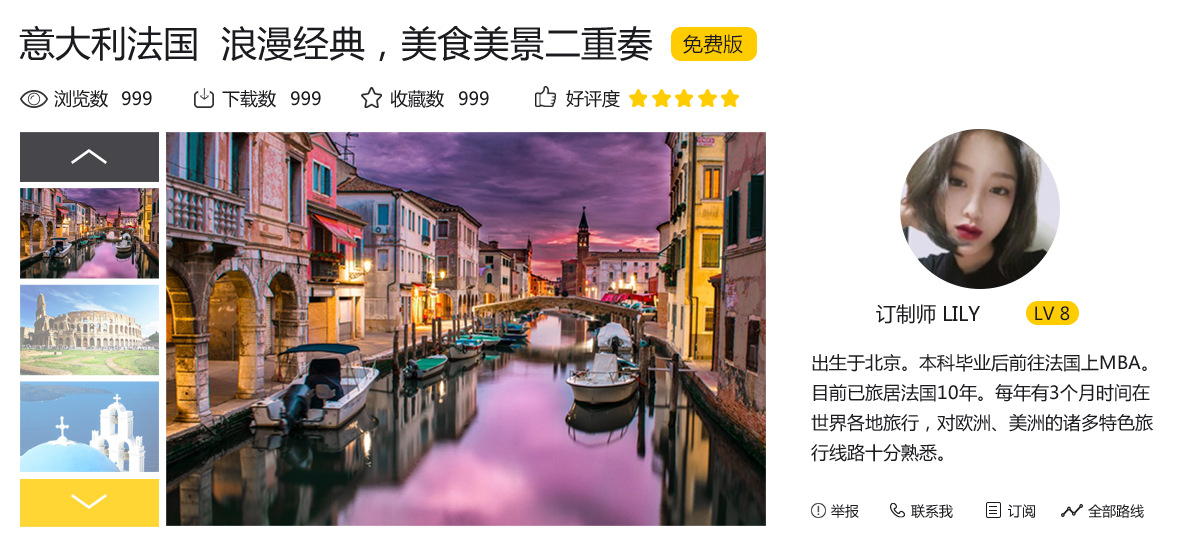 意大利法国 浪漫经典，美食美景二重奏 免费版
浏览数 999 下载数 999 收藏数 999 好评度
订制师 LILY LV 8
出生于北京。本科毕业后前往法国上MBA。
目前已旅居法国10年。每年有3个月时间在
世界各地旅行，对欧洲、美洲的诸多特色旅
行线路十分熟悉。
举报 联系我 订阅 全部路线